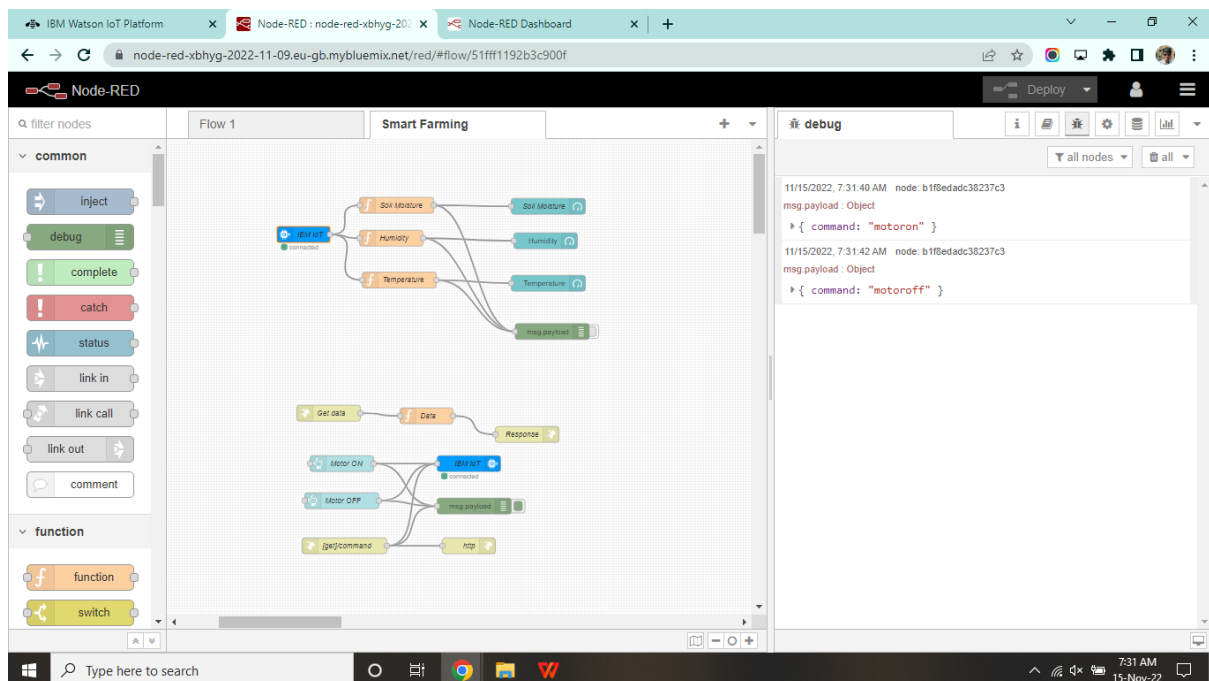 IBM Watson IoT Platform
Node-RED : node-red-xbhyg-202
Node-RED Dashboard
node-red-xbhyg-2022-11-09.eu-gb.mybluemix.net/red/#flow/51fff1192b3c900f
Node-RED
Deploy
filter nodes
Flow 1
Smart Farming
debug
i
all nodes
all
common
inject
debug
complete
catch
status
link in
link call
link out
comment
function
function
switch
Soil Moisture
Soil Moisture
IBM IoT
connected
Humidity
Humidity
Temperature
Temperature
msg.payload
Get data
Data
Response
Motor ON
IBM IoT
connected
Motor OFF
msg.payload
[get]/command
http
11/15/2022, 7:31:40 AM node: b1f8edadc38237c3
msg.payload : Object
{ command: "motoron" }
11/15/2022, 7:31:42 AM node: b1f8edadc38237c3
msg.payload : Object
{ command: "motoroff" }
Type here to search
7:31 AM
15-Nov-22